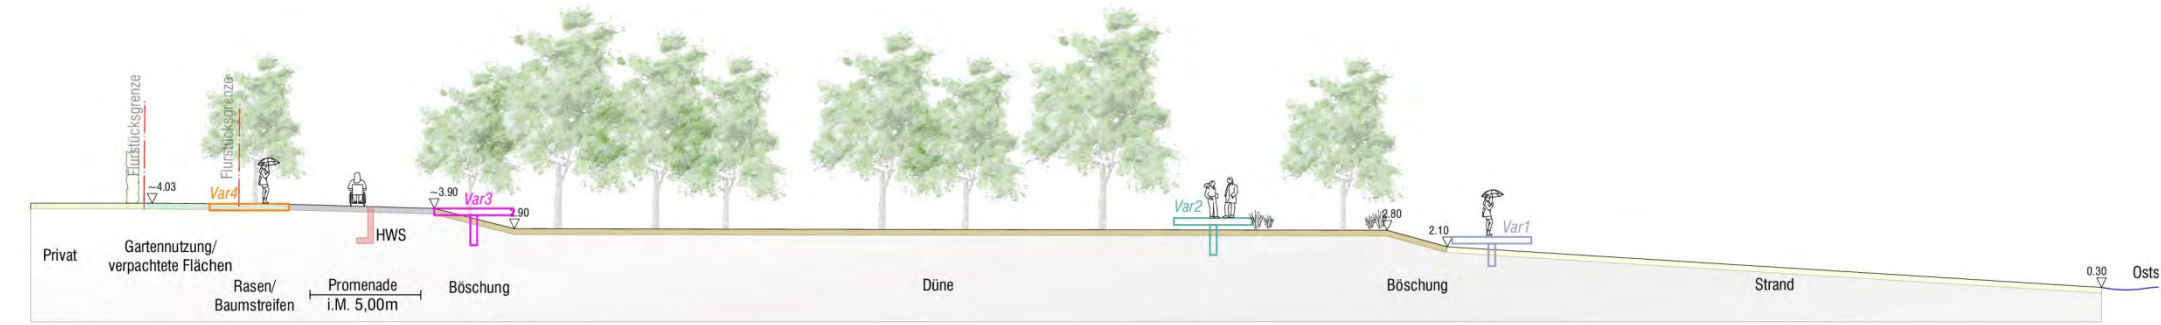 Flurstücksgrenze
Flurstücksgrenze
~4.03
Var4
~3.90
Var3
2.90
Var2
2.80
2.10
Var1
0.30
Osts
HWS
Privat
Gartennutzung/
verpachtete Flächen
Rasen/
Baumstreifen
Promenade
i.M. 5,00m
Böschung
Düne
Böschung
Strand